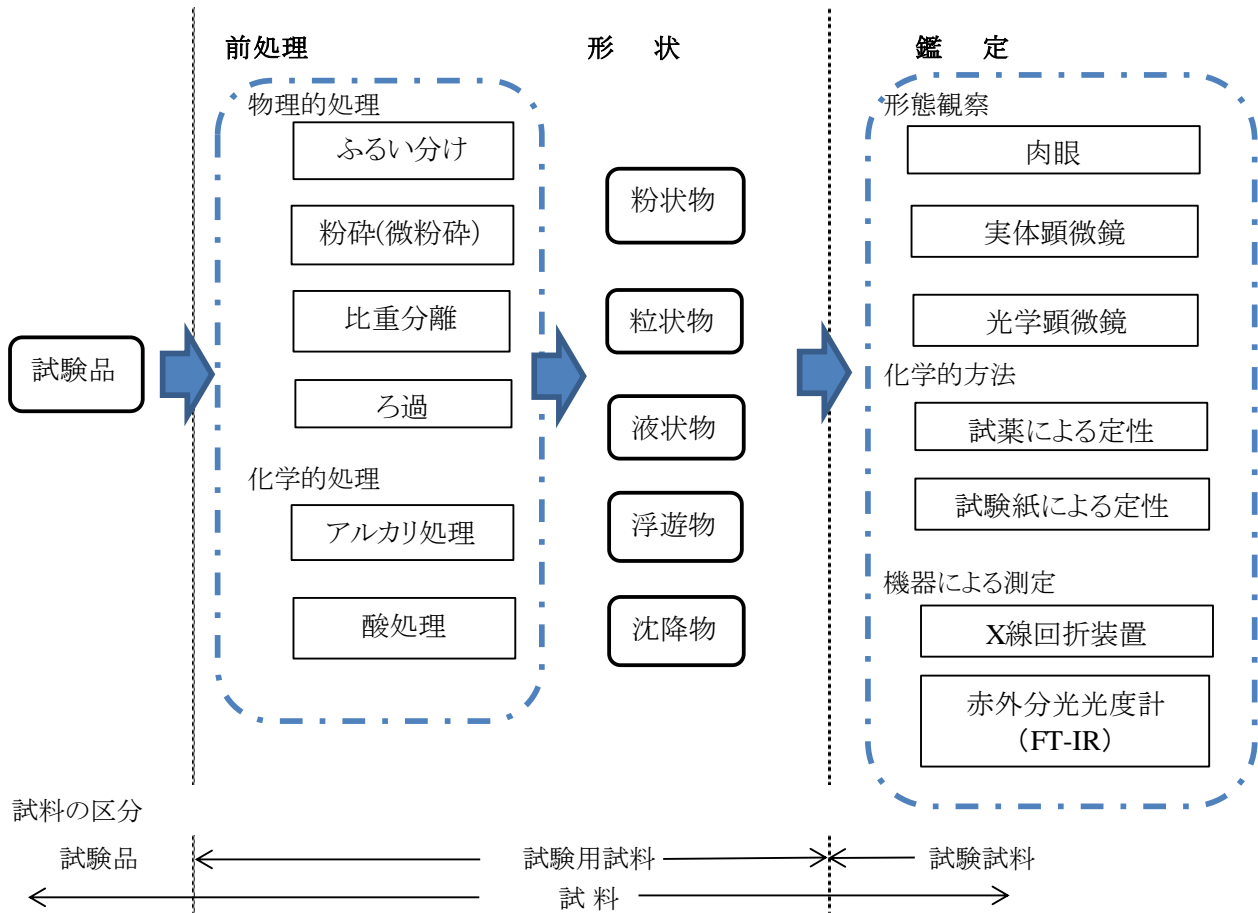 前処理
形 状
鑑 定
物理的処理
ふるい分け
粉砕(微粉砕)
比重分離
ろ過
化学的処理
アルカリ処理
酸処理
試験品
粉状物
粒状物
液状物
浮遊物
沈降物
形態観察
肉眼
実体顕微鏡
光学顕微鏡
化学的方法
試薬による定性
試験紙による定性
機器による測定
X線回折装置
赤外分光光度計
(FT-IR)
試料の区分
試験品
試験用試料
試験試料
試 料